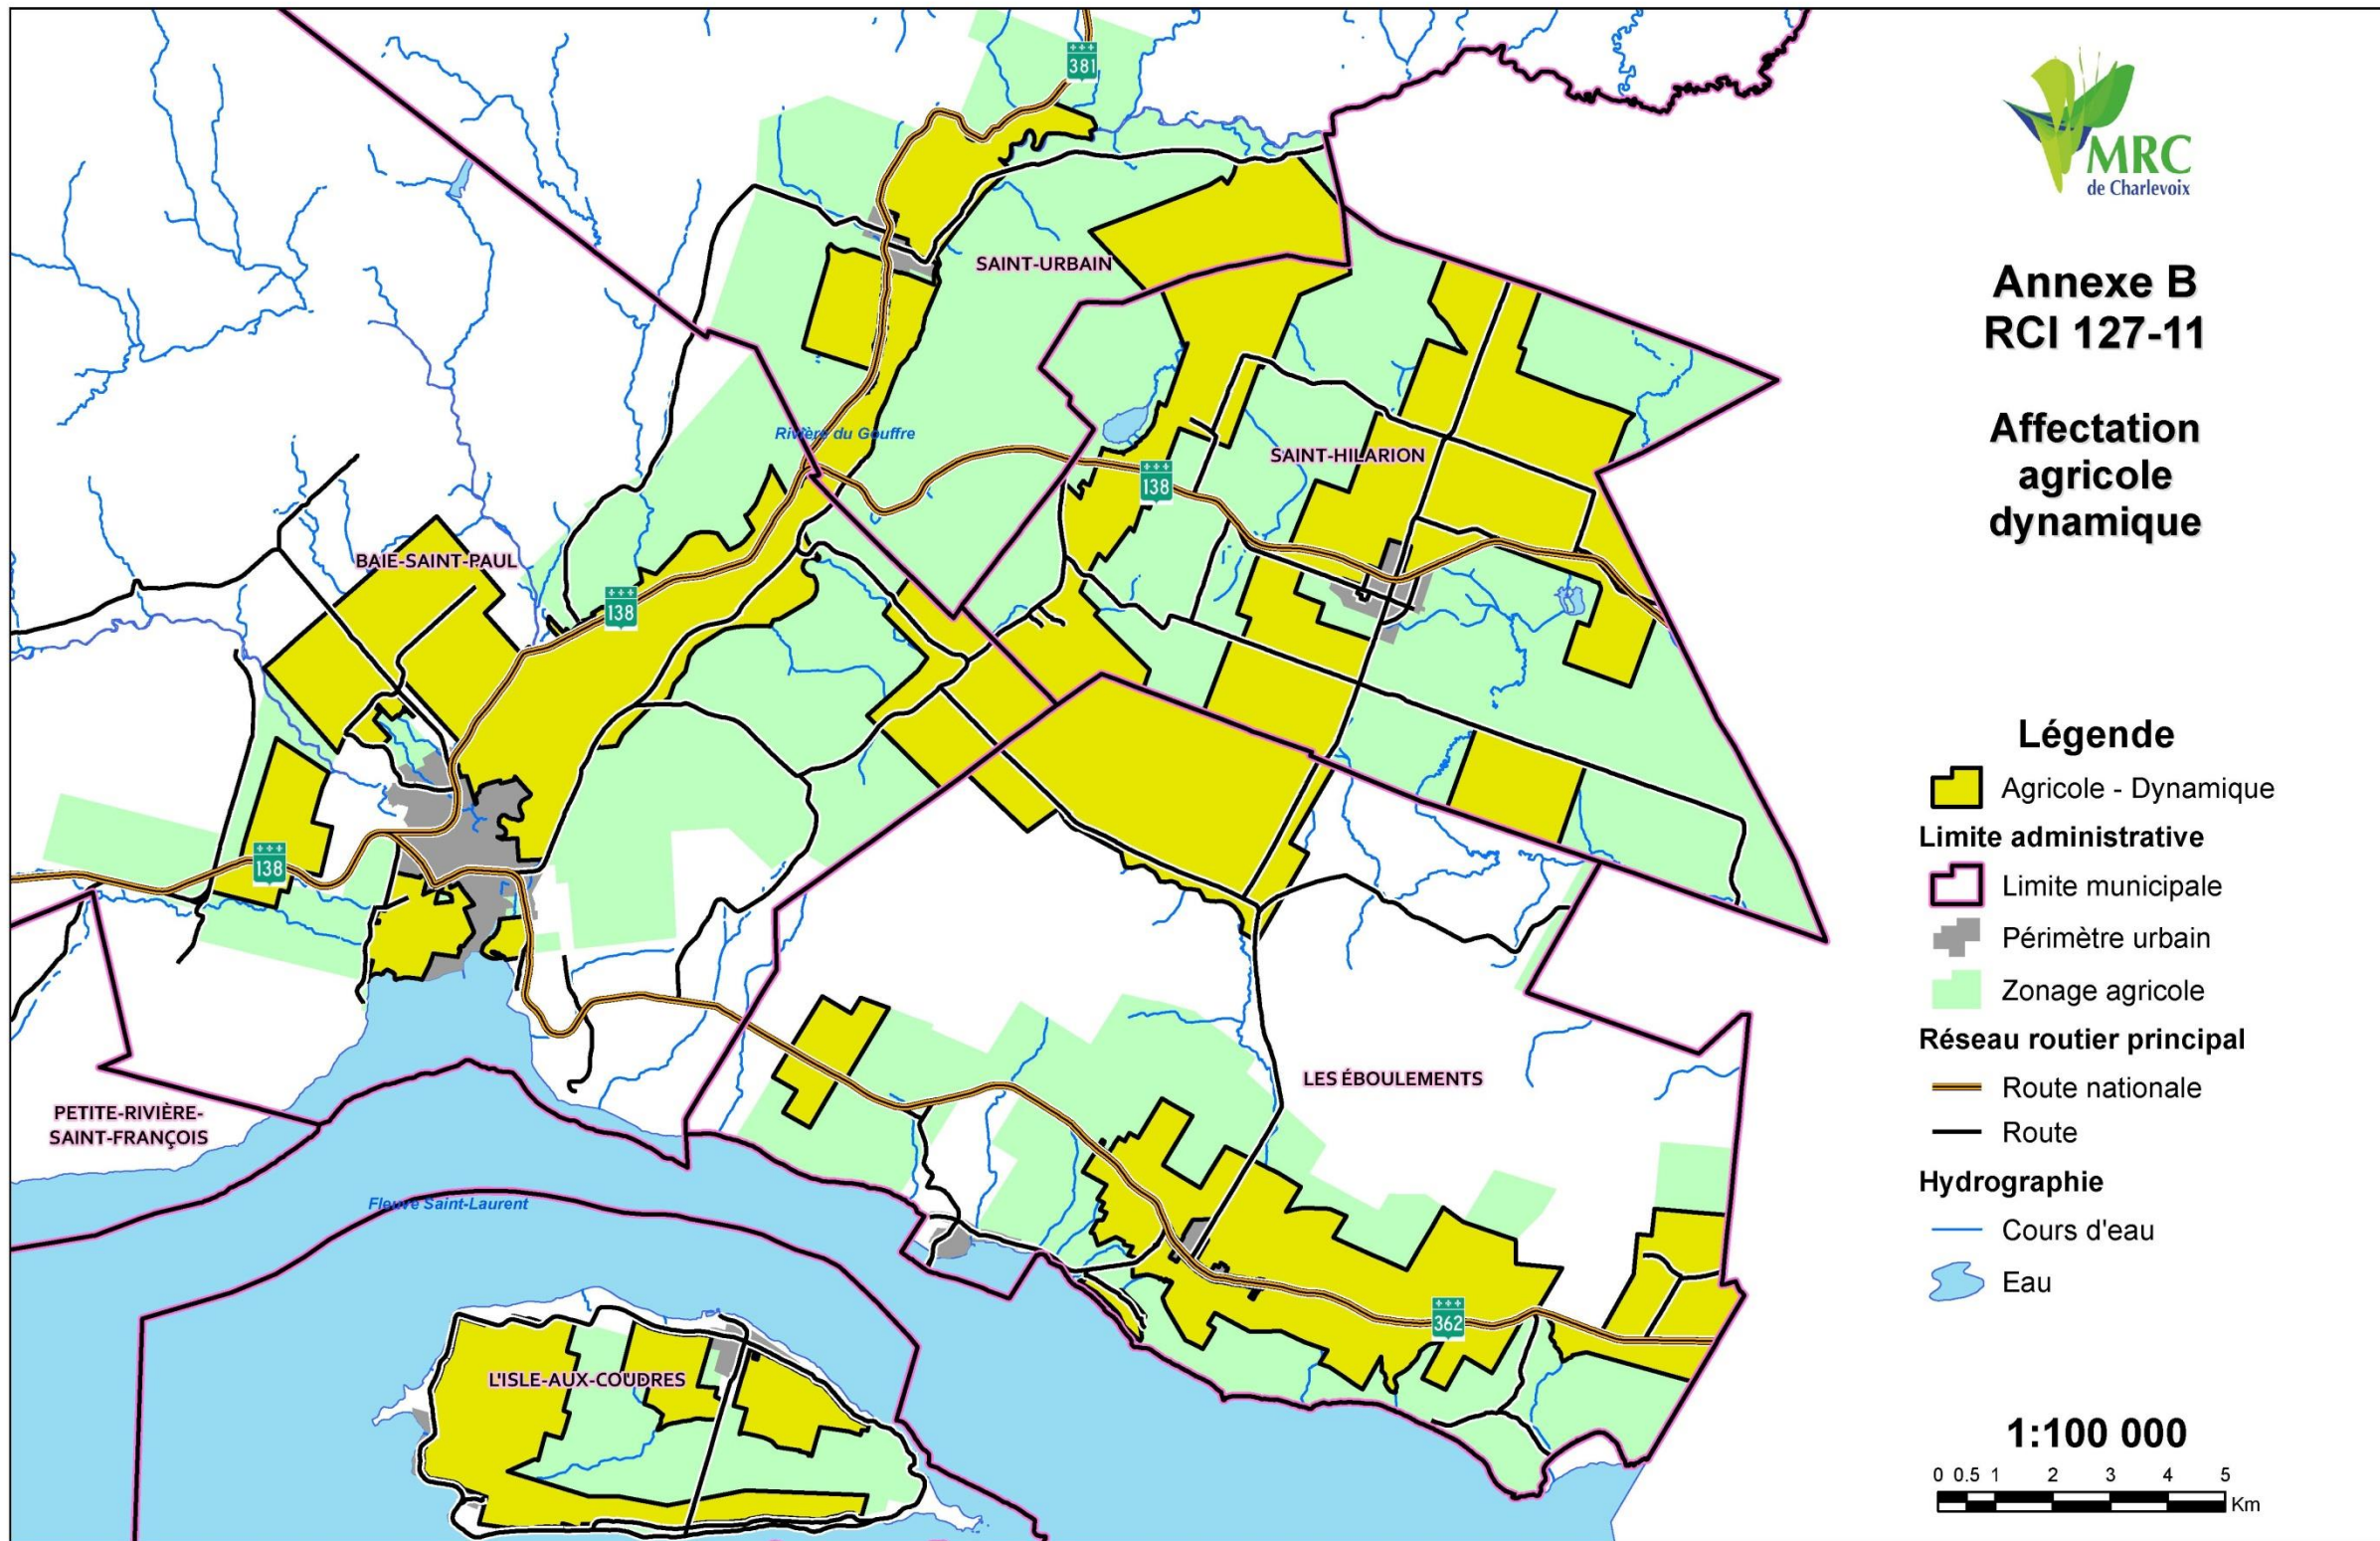 MRC
de Charlevoix
Annexe B
RCI 127-11
Affectation
agricole
dynamique
381
SAINT-URBAIN
Rivière du Gouffre
SAINT-HILARION
138
BAIE-SAINT-PAUL
138
138
LES ÉBOULEMENTS
PETITE-RIVIÈRE-
SAINT-FRANÇOIS
Fleuve Saint-Laurent
362
L'ISLE-AUX-COUDRES
Légende
Agricole - Dynamique
Limite administrative
Limite municipale
Périmètre urbain
Zonage agricole
Réseau routier principal
Route nationale
Route
Hydrographie
Cours d'eau
Eau
1:100 000
0 0.5 1 2 3 4 5
Km